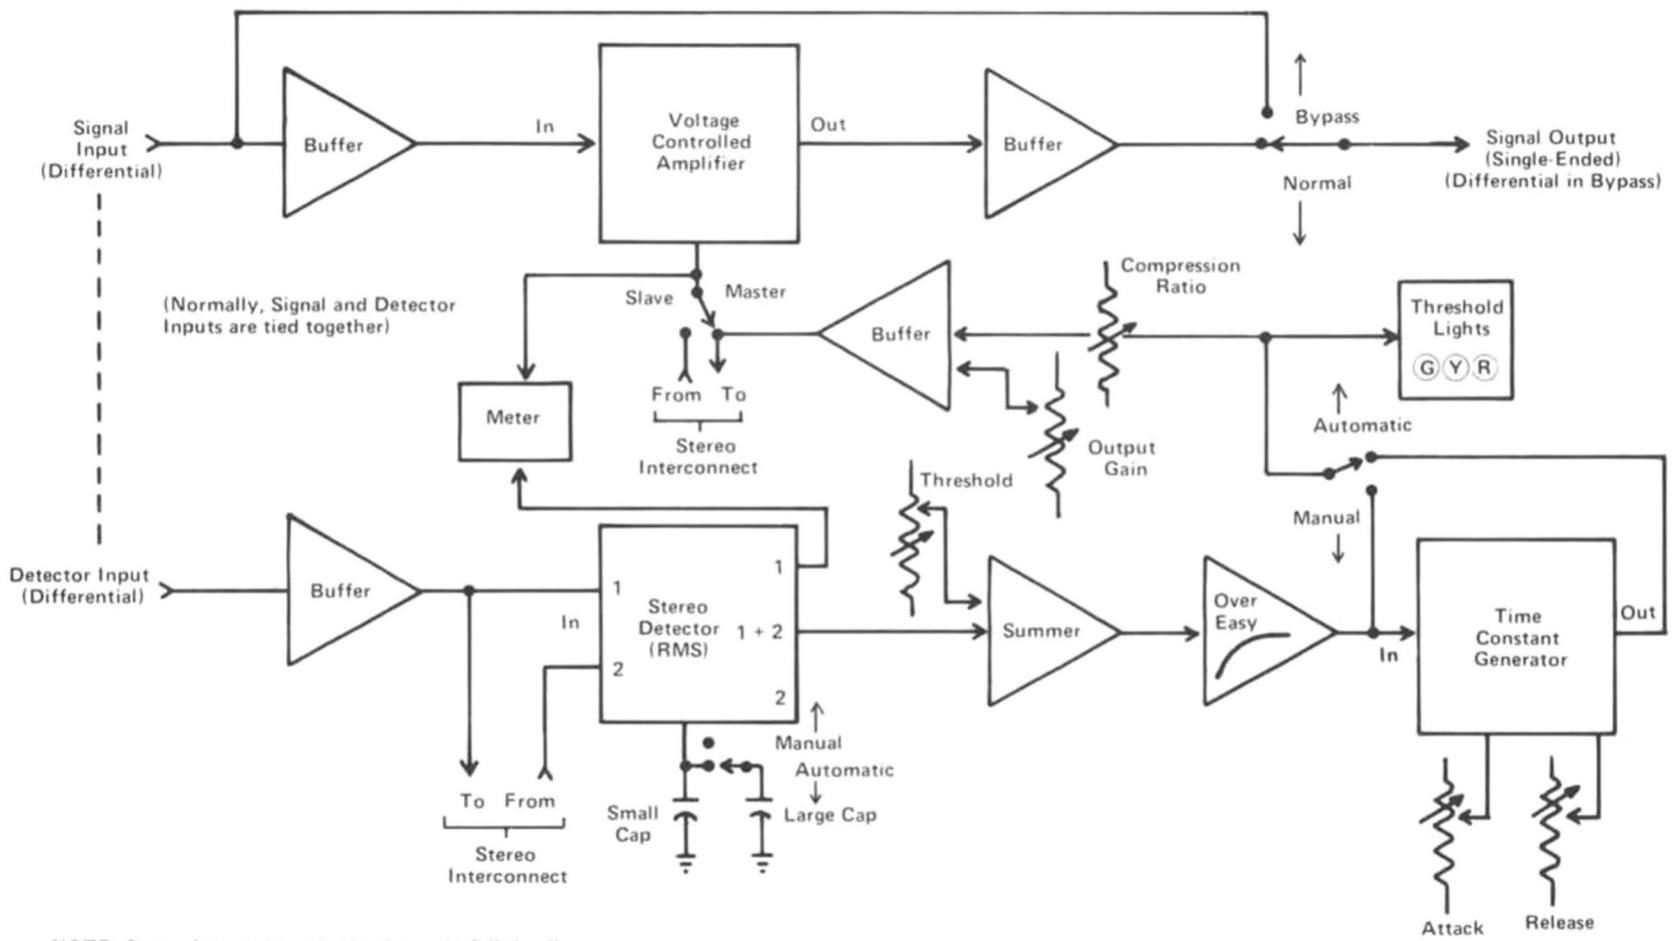 Signal
Input
(Differential)
Buffer
In
Voltage
Controlled
Amplifier
Out
Buffer
Bypass
Normal
Signal Output
(Single-Ended)
(Differential in Bypass)
(Normally, Signal and Detector
Inputs are tied together)
Slave
Master
From To
Stereo
Interconnect
Meter
Buffer
Compression
Ratio
Output
Gain
Threshold
Lights
G Y R
Automatic
Manual
Threshold
Detector Input
(Differential)
Buffer
In
1
2
Stereo
Detector
(RMS)
1
1 + 2
2
Summer
Over
Easy
In
Time
Constant
Generator
Out
To From
Stereo
Interconnect
Manual
Automatic
Small
Cap
Large Cap
Attack
Release